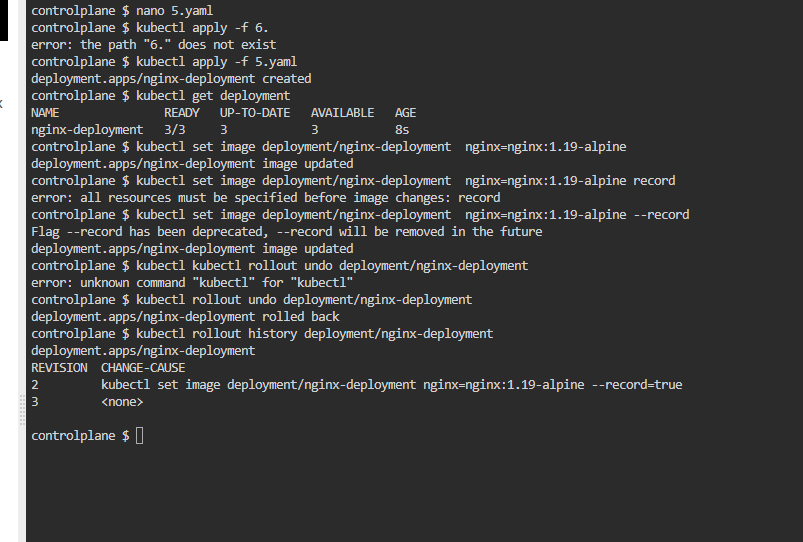 controlplane $ nano 5.yaml
controlplane $ kubectl apply -f 6.
error: the path "6." does not exist
controlplane $ kubectl apply -f 5.yaml
deployment.apps/nginx-deployment created
controlplane $ kubectl get deployment
NAME               READY   UP-TO-DATE   AVAILABLE   AGE
nginx-deployment   3/3     3            3           8s
controlplane $ kubectl set image deployment/nginx-deployment  nginx=nginx:1.19-alpine
deployment.apps/nginx-deployment image updated
controlplane $ kubectl set image deployment/nginx-deployment  nginx=nginx:1.19-alpine record
error: all resources must be specified before image changes: record
controlplane $ kubectl set image deployment/nginx-deployment  nginx=nginx:1.19-alpine --record
Flag --record has been deprecated, --record will be removed in the future
deployment.apps/nginx-deployment image updated
controlplane $ kubectl kubectl rollout undo deployment/nginx-deployment
error: unknown command "kubectl" for "kubectl"
controlplane $ kubectl rollout undo deployment/nginx-deployment
deployment.apps/nginx-deployment rolled back
controlplane $ kubectl rollout history deployment/nginx-deployment
deployment.apps/nginx-deployment
REVISION  CHANGE-CAUSE
2         kubectl set image deployment/nginx-deployment nginx=nginx:1.19-alpine --record=true
3         <none>
controlplane $